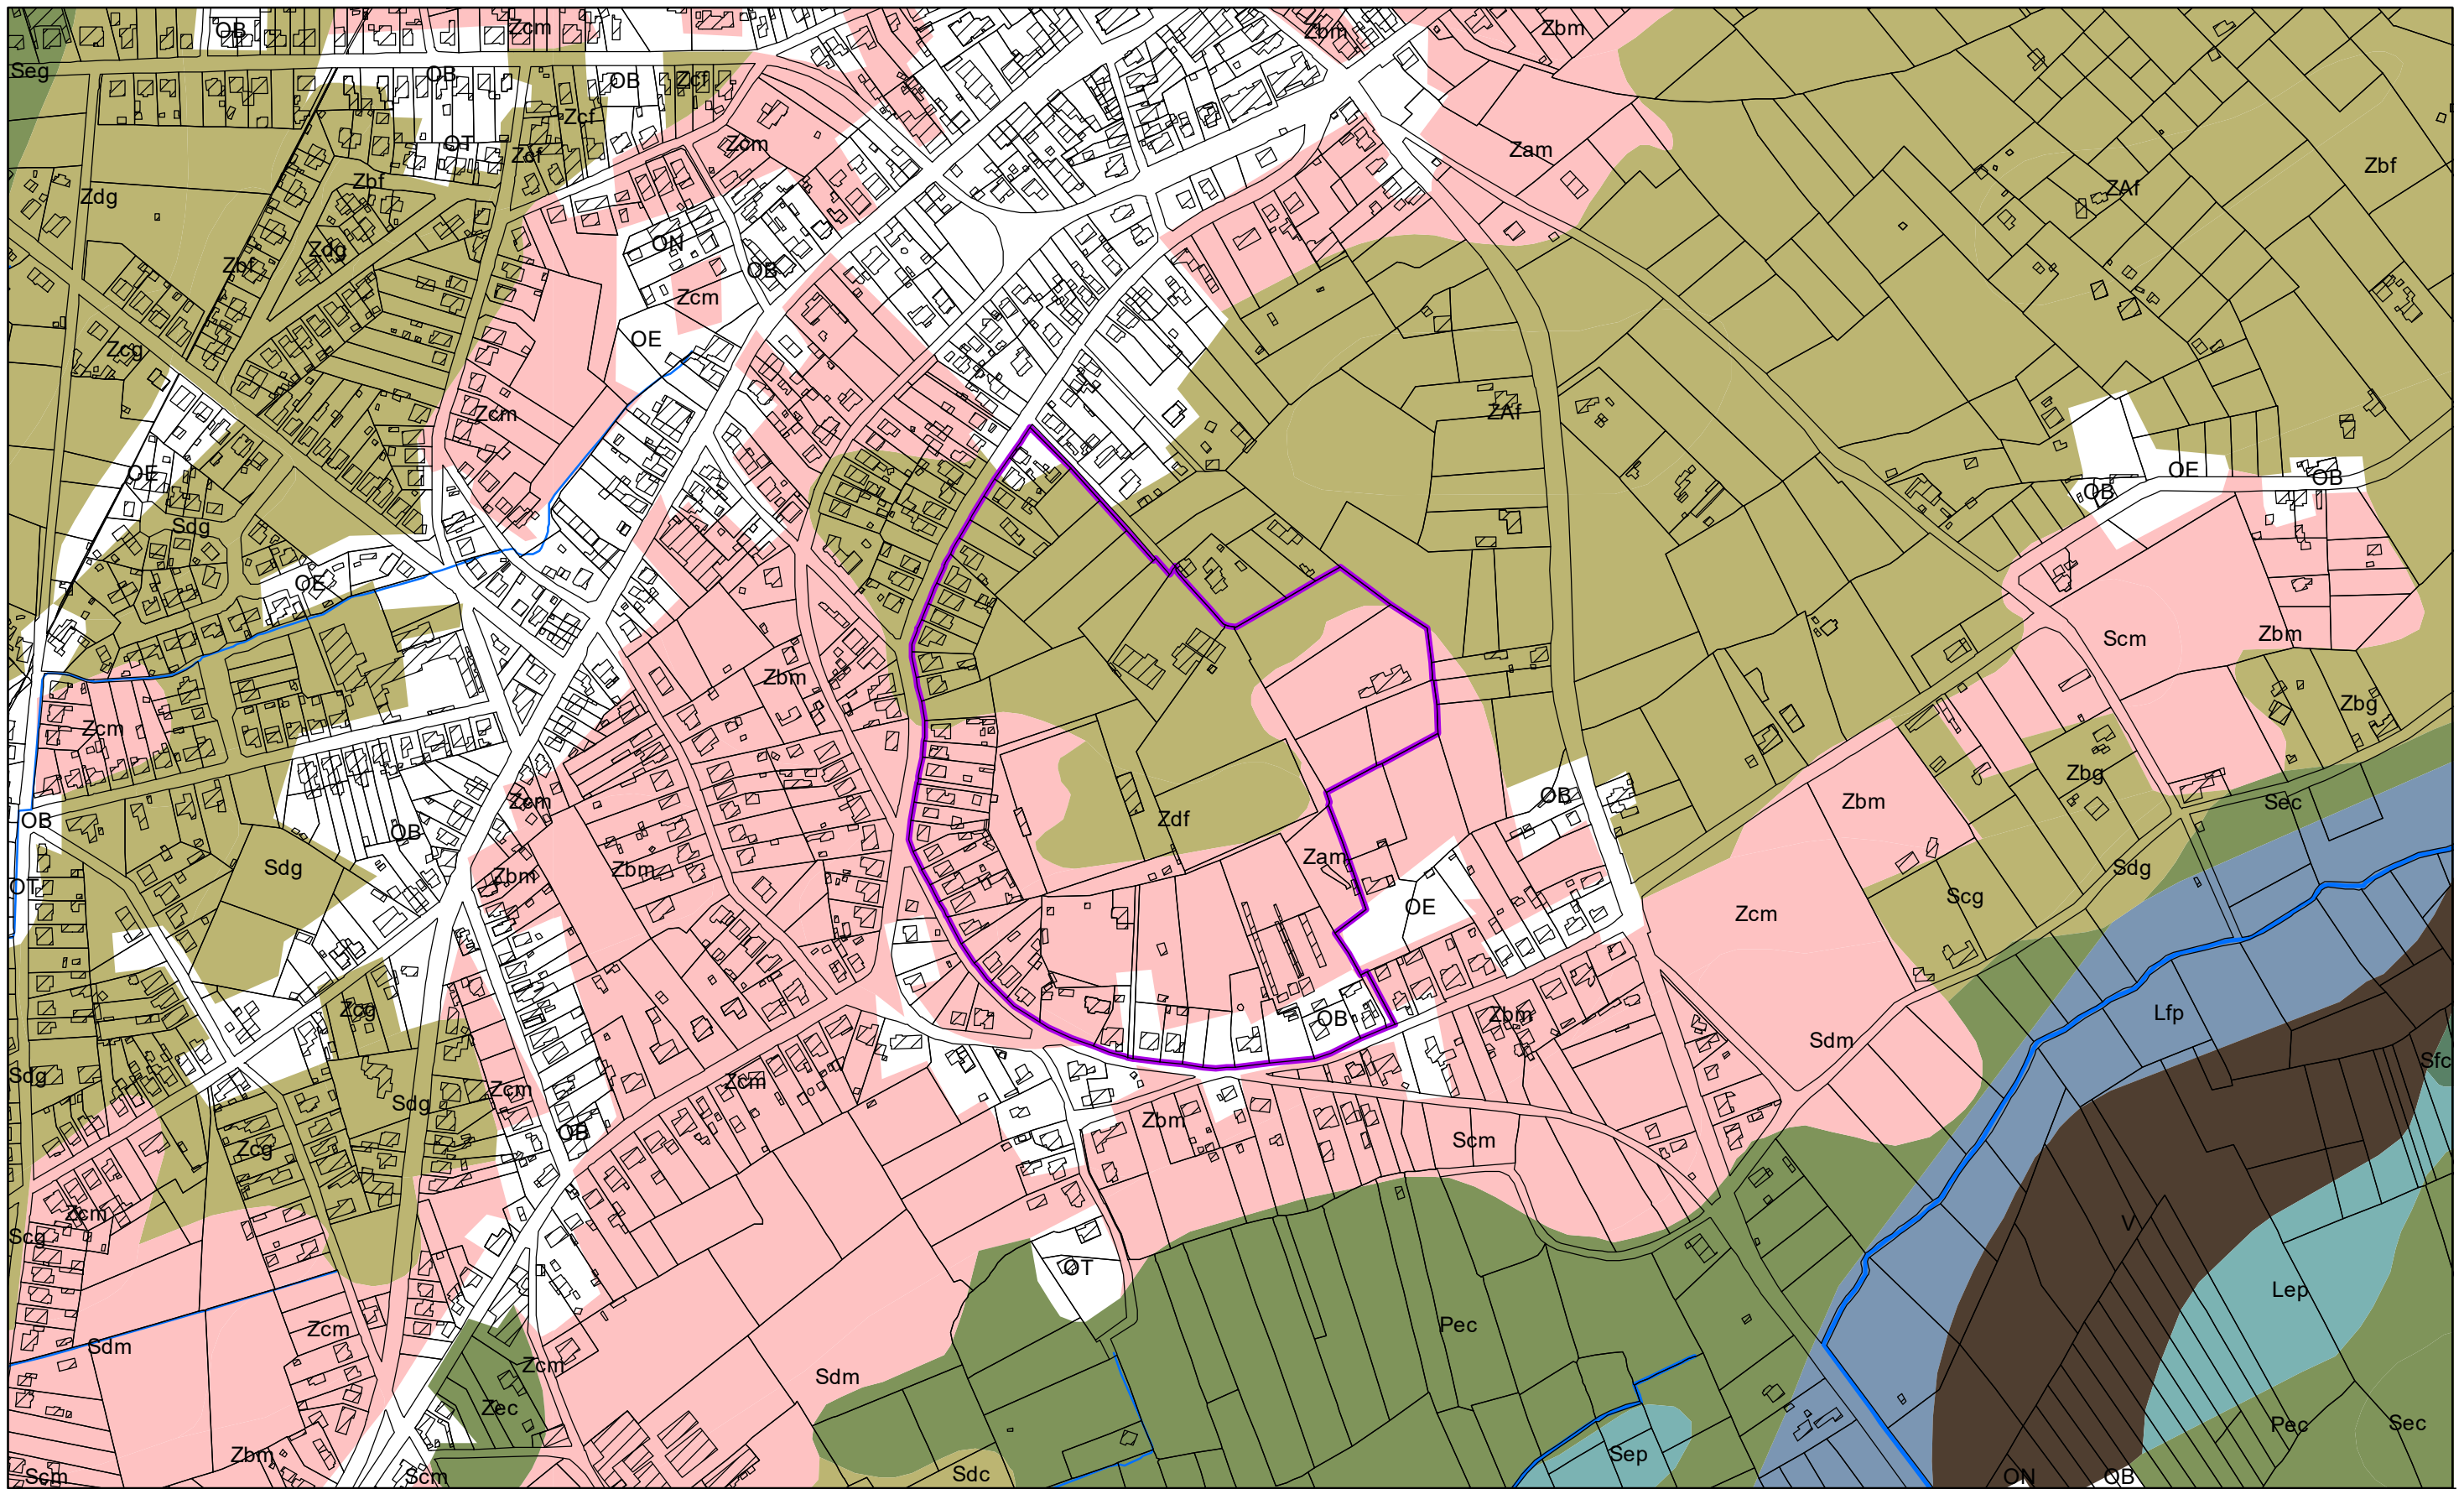 OB
Zcm
Zbm
Zbm
Seg
OB
OB
Zcf
Zcf
OT
Zcf
Zcm
Zam
Zbf
Zbf
Zdg
ZAf
Zdg
ON
Zbf
OB
Zcm
OE
Zcg
Zcm
ZAf
OE
OE
OB
OB
Sdg
OE
Scm
Zbm
Zbm
Zbg
Zcm
Zbg
OB
Sec
Zcm
Zbm
OB
OB
Zdf
Zam
Sdg
Zbm
Zbm
Sdg
OT
Scg
OE
Zcm
Zcg
OB
Zbm
Lfp
Sdm
Sfc
Sdg
Zcm
Zcm
Sdg
Zbm
OB
Scm
Zcg
Zcm
V
Scg
OT
Lep
Pec
Zcm
Sdm
Zcm
Sdm
Zec
Pec
Sec
Zbm
Sep
Scm
Scm
Sdc
ON
OB